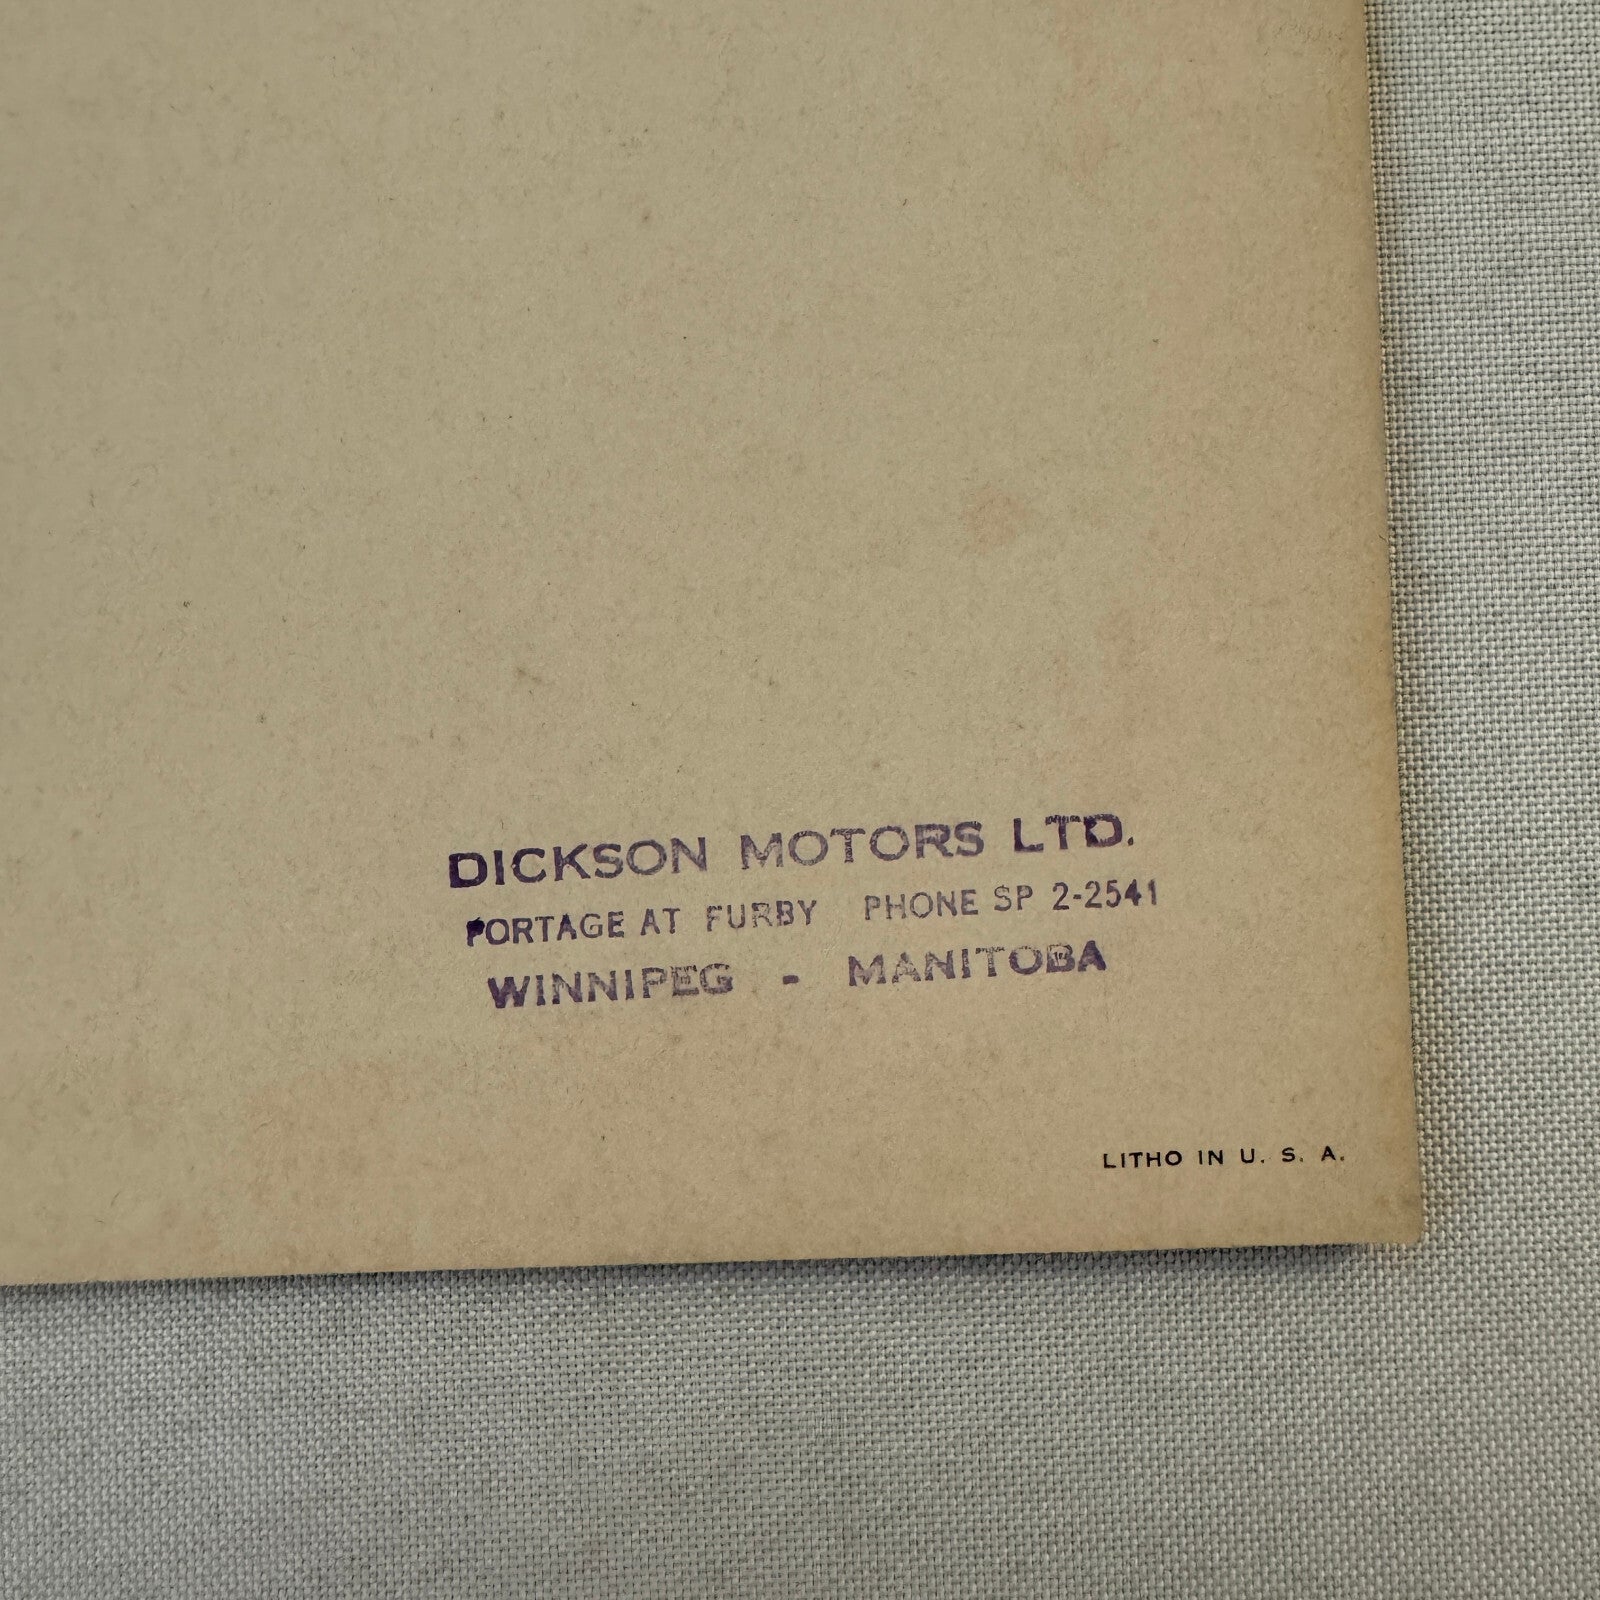 DICKSON MOTORS LTD.
PORTAGE AT FURBY PHONE SP 2-2541
WINNIPEG - MANITOBA
LITHO IN U. S. A.